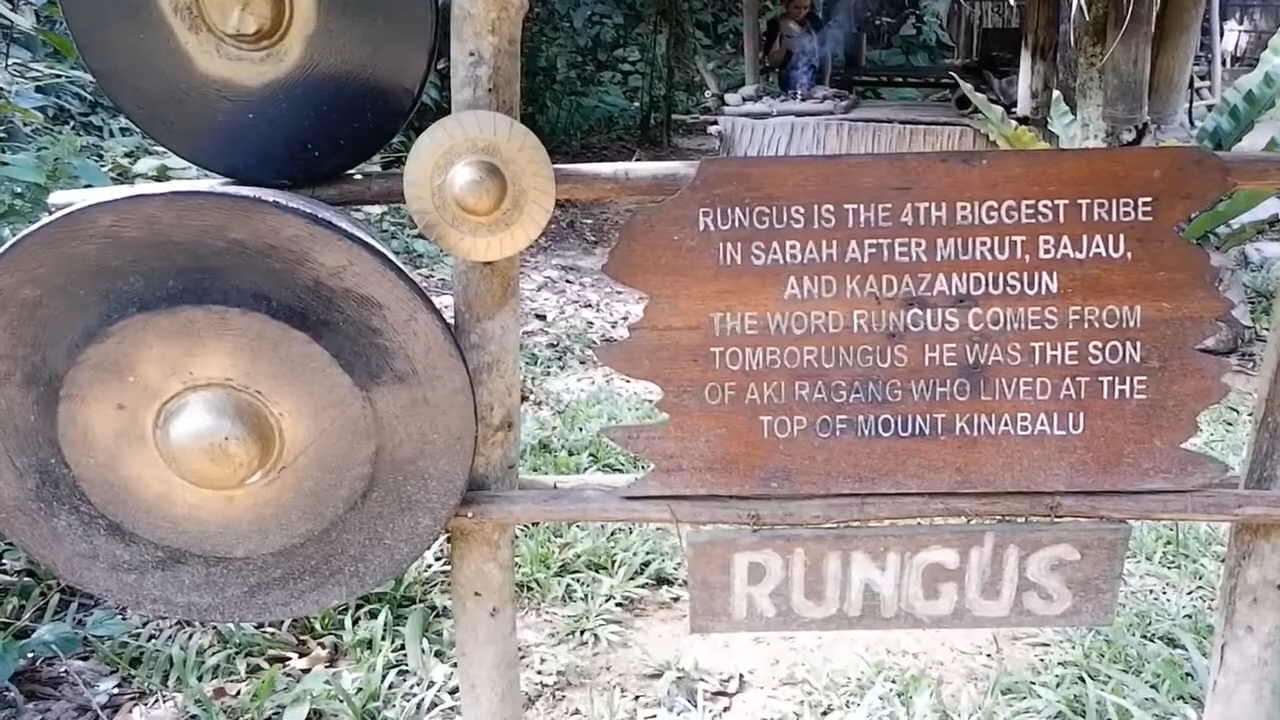 RUNGUS IS THE 4TH BIGGEST TRIBE
IN SABAH AFTER MURUT, BAJAU,
AND KADAZANDUSUN
THE WORD RUNGUS COMES FROM
TOMBORUNGUS. HE WAS THE SON
OF AKI RAGANG WHO LIVED AT THE
TOP OF MOUNT KINABALU
RUNGUS